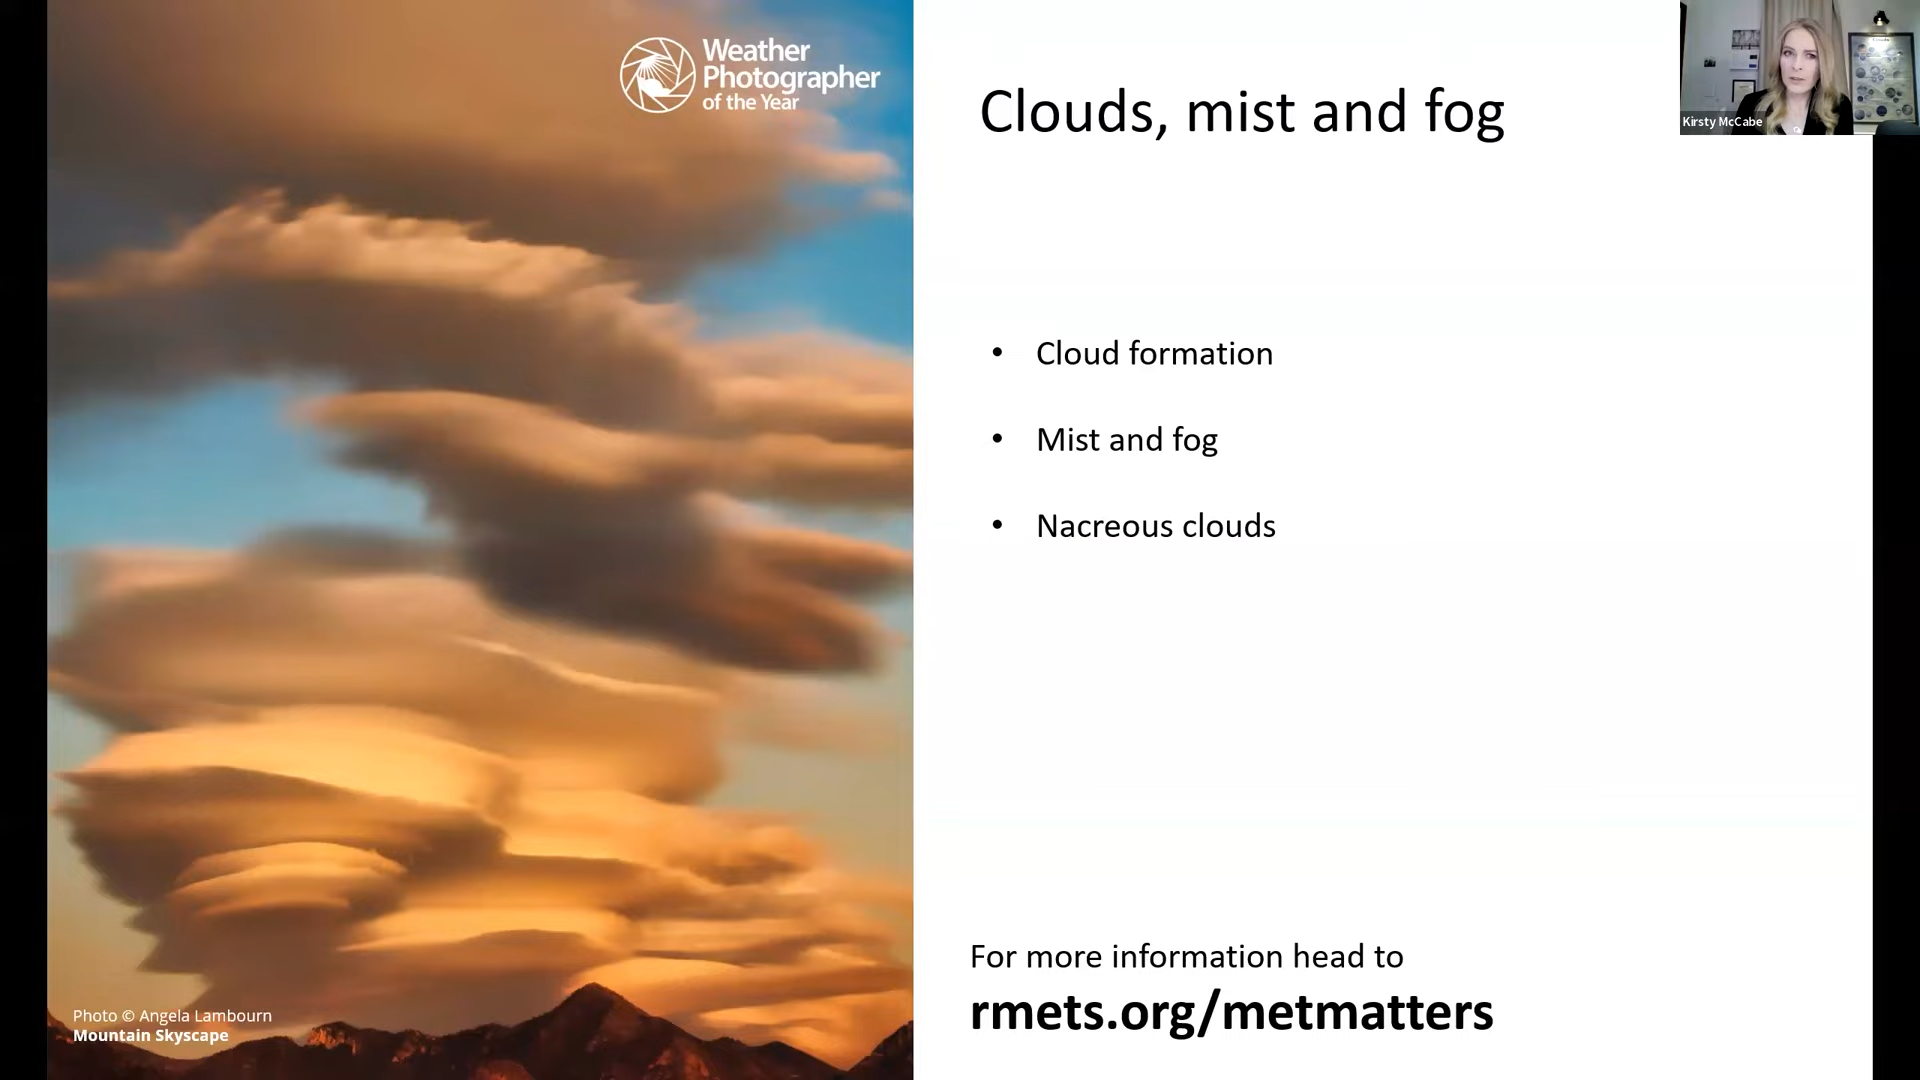 Weather
Photographer
of the Year
Clouds, mist and fog
Kirsty McCabe
• Cloud formation
• Mist and fog
• Nacreous clouds
For more information head to
rmets.org/metmatters
Photo © Angela Lambourn
Mountain Skyscape